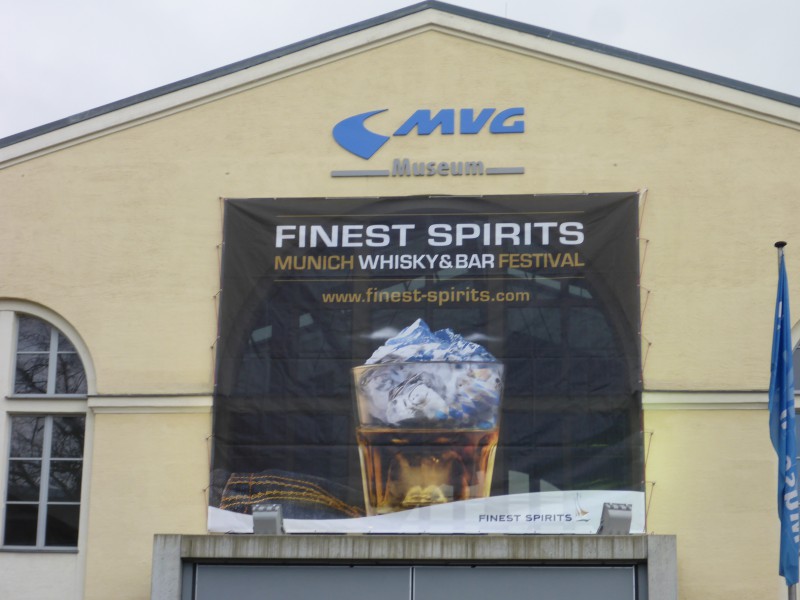 MVG
Museum
FINEST SPIRITS
MUNICH WHISKY&BAR FESTIVAL
www.finest-spirits.com
FINEST SPIRITS